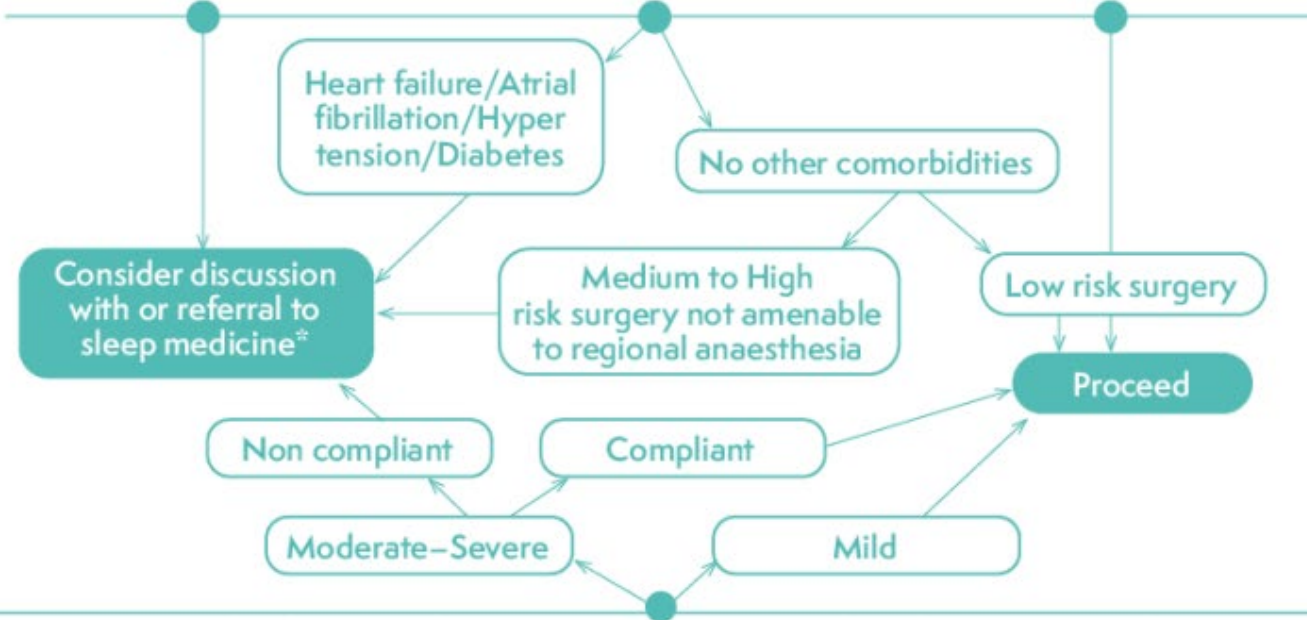 Heart failure/Atrial
fibrillation/Hyper
tension/Diabetes
No other comorbidities
Consider discussion
with or referral to
sleep medicine*
Medium to High
risk surgery not amenable
to regional anaesthesia
Low risk surgery
Proceed
Non compliant
Compliant
Moderate–Severe
Mild